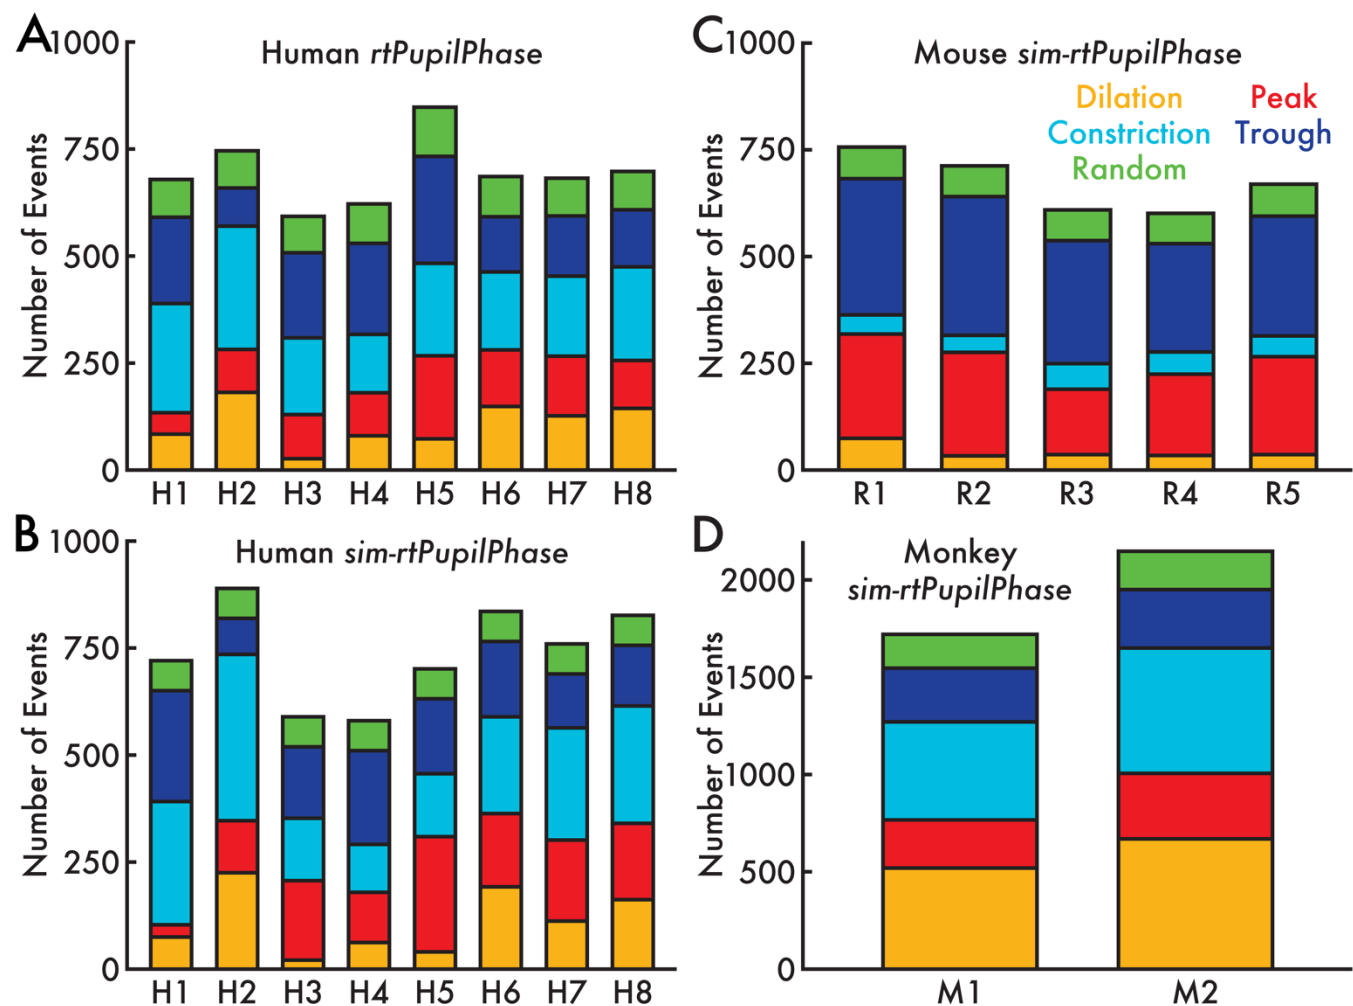 A
Human rtPupilPhase
Number of Events
1000
750
500
250
0
H1 H2 H3 H4 H5 H6 H7 H8
B
Human sim-rtPupilPhase
Number of Events
1000
750
500
250
0
H1 H2 H3 H4 H5 H6 H7 H8
C
Mouse sim-rtPupilPhase
Dilation Peak
Constriction Trough
Random
Number of Events
1000
750
500
250
0
R1 R2 R3 R4 R5
D
Monkey
sim-rtPupilPhase
Number of Events
2000
1500
1000
500
0
M1 M2